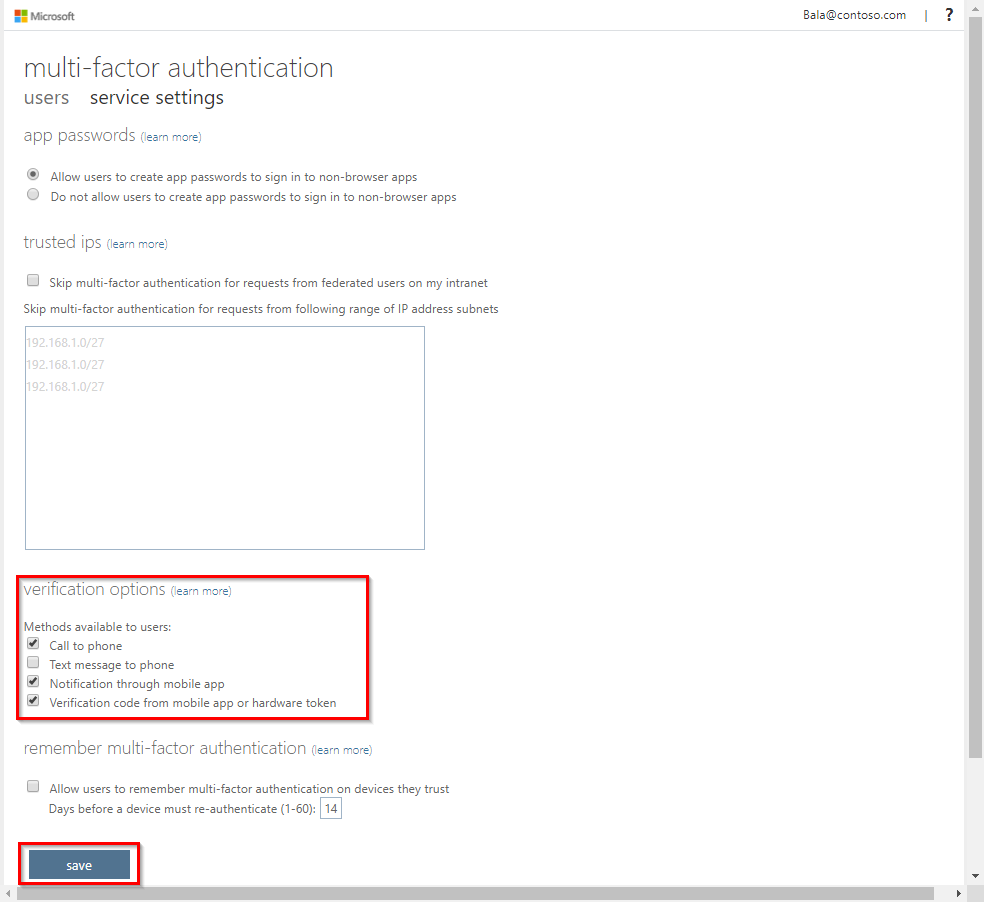 Microsoft
Bala@contoso.com | ?
multi-factor authentication
users service settings
app passwords (learn more)
Allow users to create app passwords to sign in to non-browser apps
Do not allow users to create app passwords to sign in to non-browser apps
trusted ips (learn more)
Skip multi-factor authentication for requests from federated users on my intranet
Skip multi-factor authentication for requests from following range of IP address subnets
192.168.1.0/27
192.168.1.0/27
192.168.1.0/27
verification options (learn more)
Methods available to users:
Call to phone
Text message to phone
Notification through mobile app
Verification code from mobile app or hardware token
remember multi-factor authentication (learn more)
Allow users to remember multi-factor authentication on devices they trust
Days before a device must re-authenticate (1-60): 14
save